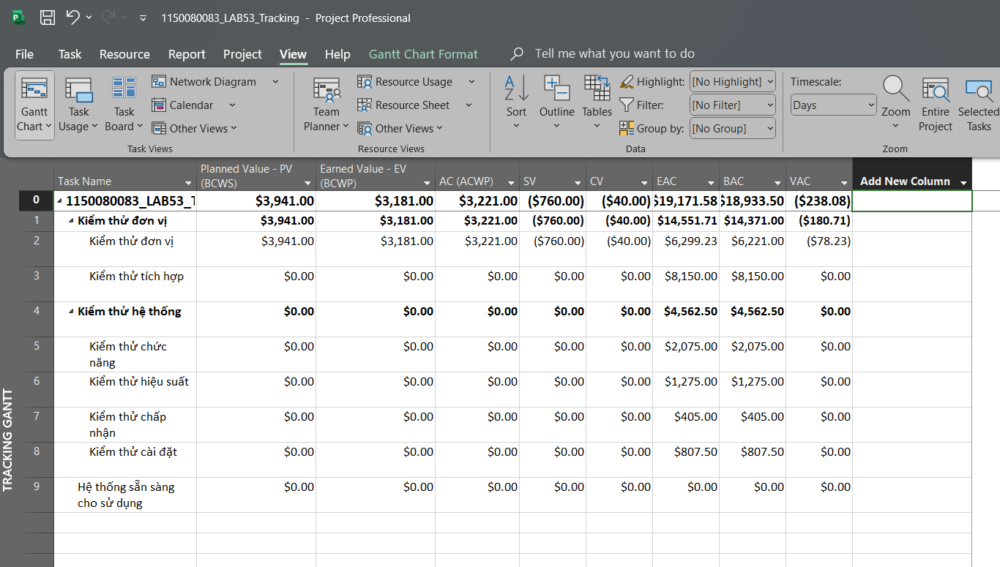 1150080083_LAB53_Tracking - Project Professional
File Task Resource Report Project View Help Gantt Chart Format Tell me what you want to do
Gantt Chart
Task Usage
Task Board
Network Diagram
Calendar
Other Views
Task Views
Team Planner
Resource Usage
Resource Sheet
Other Views
Resource Views
Sort
Outline
Tables
Highlight: [No Highlight]
Filter: [No Filter]
Group by: [No Group]
Data
Timescale:
Days
Zoom
Entire Project
Selected Tasks
Zoom
Task Name Planned Value - PV (BCWS) Earned Value - EV (BCWP) AC (ACWP) SV CV EAC BAC VAC Add New Column
0 1150080083_LAB53_T $3,941.00 $3,181.00 $3,221.00 ($760.00) ($40.00) $19,171.58 $18,933.50 ($238.08)
1 Kiểm thử đơn vị $3,941.00 $3,181.00 $3,221.00 ($760.00) ($40.00) $14,551.71 $14,371.00 ($180.71)
2 Kiểm thử đơn vị $3,941.00 $3,181.00 $3,221.00 ($760.00) ($40.00) $6,299.23 $6,221.00 ($78.23)
3 Kiểm thử tích hợp $0.00 $0.00 $0.00 $0.00 $0.00 $8,150.00 $8,150.00 $0.00
4 Kiểm thử hệ thống $0.00 $0.00 $0.00 $0.00 $0.00 $4,562.50 $4,562.50 $0.00
5 Kiểm thử chức năng $0.00 $0.00 $0.00 $0.00 $0.00 $2,075.00 $2,075.00 $0.00
6 Kiểm thử hiệu suất $0.00 $0.00 $0.00 $0.00 $0.00 $1,275.00 $1,275.00 $0.00
7 Kiểm thử chấp nhận $0.00 $0.00 $0.00 $0.00 $0.00 $405.00 $405.00 $0.00
8 Kiểm thử cài đặt $0.00 $0.00 $0.00 $0.00 $0.00 $807.50 $807.50 $0.00
9 Hệ thống sẵn sàng cho sử dụng $0.00 $0.00 $0.00 $0.00 $0.00 $0.00 $0.00 $0.00
TRACKING GANTT